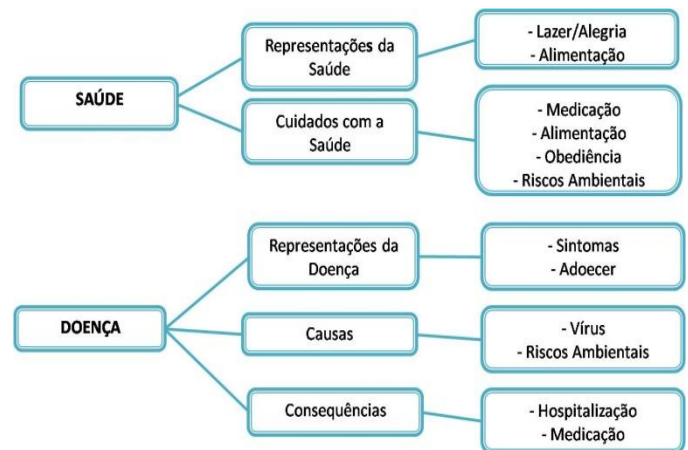 SAÚDE
Representações da
Saúde
- Lazer/Alegria
- Alimentação
Cuidados com a
Saúde
- Medicação
- Alimentação
- Obediência
- Riscos Ambientais
DOENÇA
Representações da
Doença
- Sintomas
- Adoecer
Causas
- Vírus
- Riscos Ambientais
Consequências
- Hospitalização
- Medicação